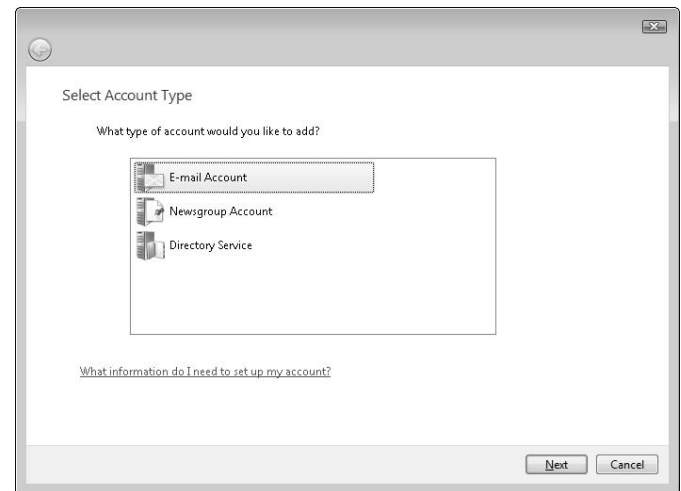 Select Account Type
What type of account would you like to add?
E-mail Account
Newsgroup Account
Directory Service
What information do I need to set up my account?
Next Cancel